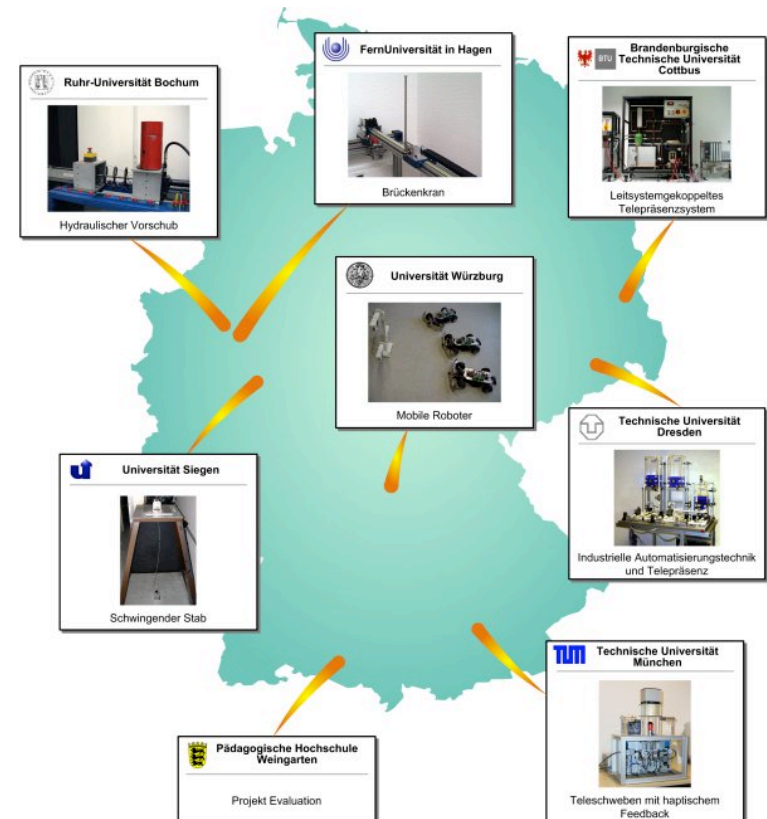 FernUniversität in Hagen
Brückenkran
Ruhr-Universität Bochum
Hydraulischer Vorschub
Brandenburgische
Technische Universität
Cottbus
BTU
Leitsystemgekoppeltes
Telepräsenzsystem
Universität Würzburg
Mobile Roboter
Universität Siegen
Schwingender Stab
Technische Universität
Dresden
Industrielle Automatisierungstechnik
und Telepräsenz
Pädagogische Hochschule
Weingarten
Projekt Evaluation
TUM
Technische Universität
München
Teleschweben mit haptischem
Feedback